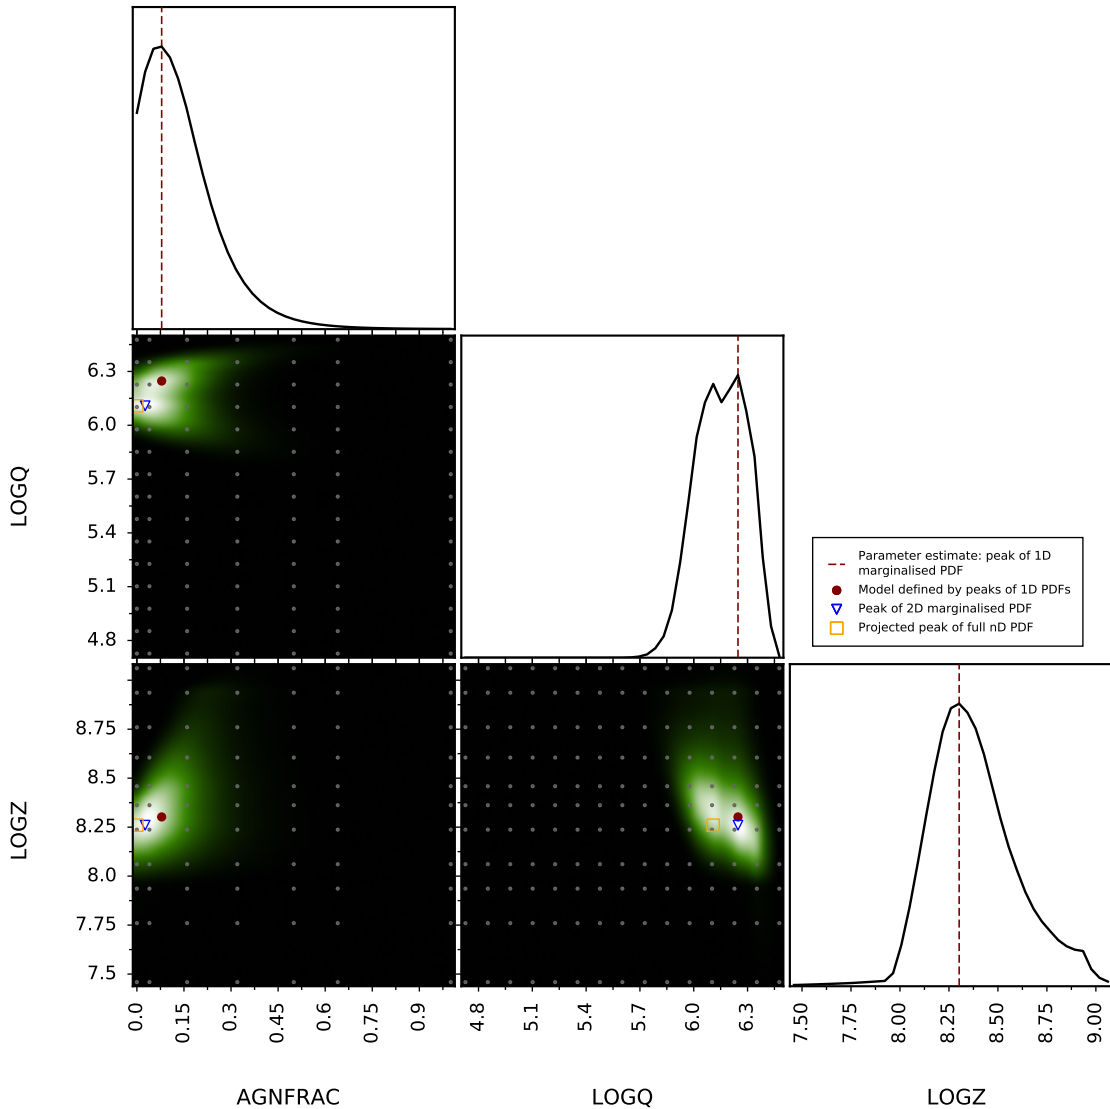 6.3
6.0
5.7
5.4
5.1
4.8
LOGQ
Parameter estimate: peak of 1D
marginalised PDF
Model defined by peaks of 1D PDFs
Peak of 2D marginalised PDF
Projected peak of full nD PDF
8.75
8.5
8.25
8.0
7.75
7.5
LOGZ
0.0 0.15 0.3 0.45 0.6 0.75 0.9
4.8 5.1 5.4 5.7 6.0 6.3
7.50 7.75 8.00 8.25 8.50 8.75 9.00
AGNFRAC LOGQ LOGZ